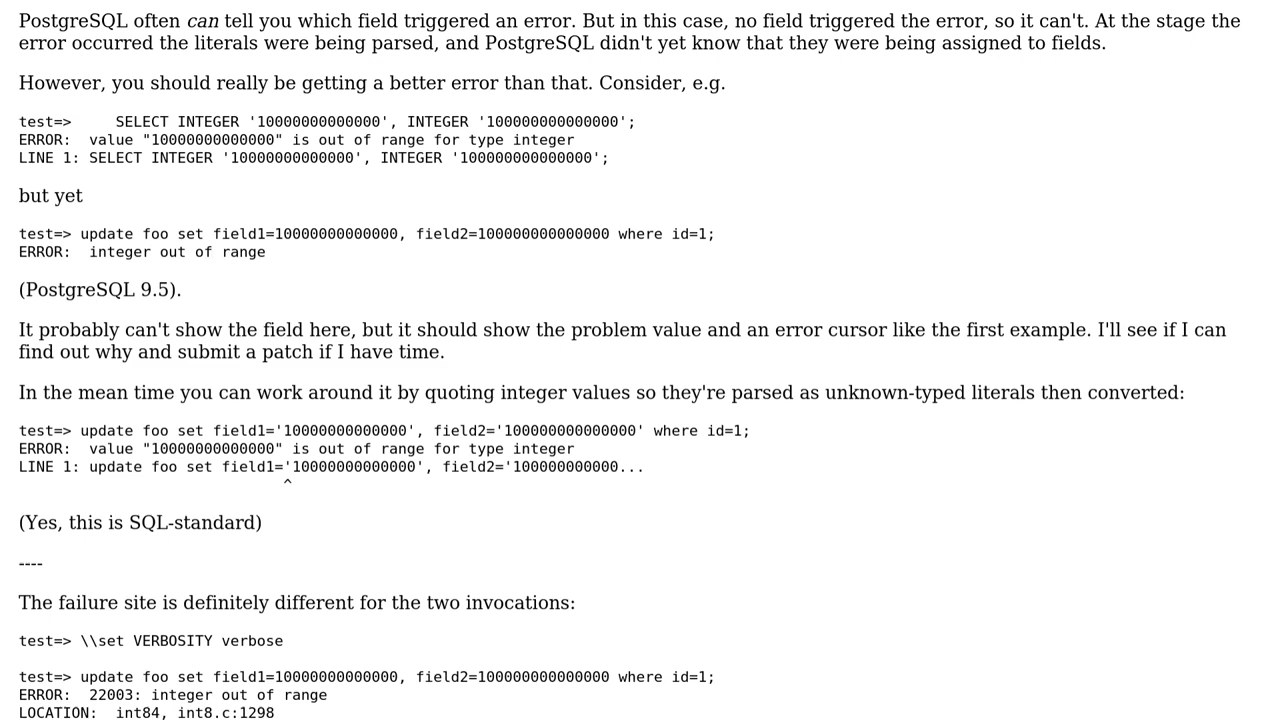 PostgreSQL often can tell you which field triggered an error. But in this case, no field triggered the error, so it can't. At the stage the
error occurred the literals were being parsed, and PostgreSQL didn't yet know that they were being assigned to fields.
However, you should really be getting a better error than that. Consider, e.g.
test=>     SELECT INTEGER '10000000000000', INTEGER '100000000000000';
ERROR:  value "10000000000000" is out of range for type integer
LINE 1: SELECT INTEGER '10000000000000', INTEGER '100000000000000';
but yet
test=> update foo set field1=10000000000000, field2=100000000000000 where id=1;
ERROR:  integer out of range
(PostgreSQL 9.5).
It probably can't show the field here, but it should show the problem value and an error cursor like the first example. I'll see if I can
find out why and submit a patch if I have time.
In the mean time you can work around it by quoting integer values so they're parsed as unknown-typed literals then converted:
test=> update foo set field1='10000000000000', field2='100000000000000' where id=1;
ERROR:  value "10000000000000" is out of range for type integer
LINE 1: update foo set field1='10000000000000', field2='100000000000...
^
(Yes, this is SQL-standard)
----
The failure site is definitely different for the two invocations:
test=> \\set VERBOSITY verbose
test=> update foo set field1=10000000000000, field2=100000000000000 where id=1;
ERROR:  22003: integer out of range
LOCATION:  int84, int8.c:1298